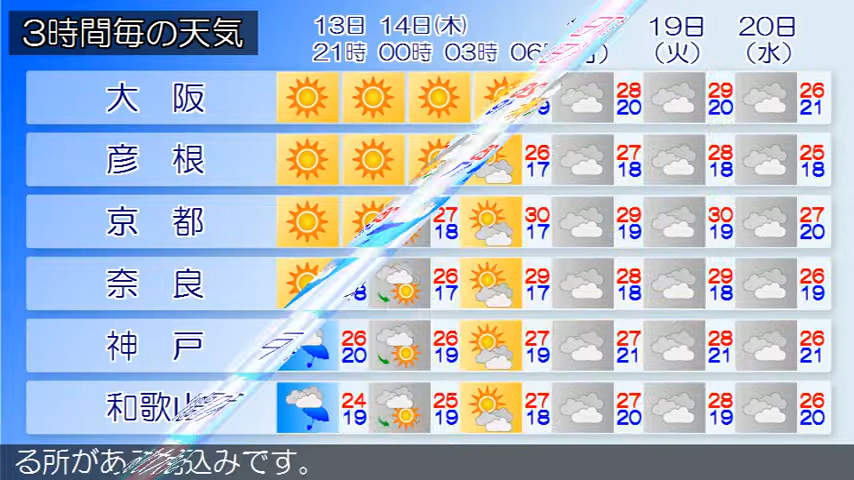 3時間毎の天気
13日 14日(木) 19日 20日
21時 00時 03時 06 (火) (水)
大阪 9 28 20 29 20 26 21
彦根 26 17 27 18 28 18 25 18
京都 27 18 30 17 29 19 30 19 27 20
奈良 8 26 17 29 17 28 18 29 18 26 19
神戸 26 20 26 19 27 19 27 21 28 21 26 21
和歌山 24 19 25 19 27 18 27 20 28 19 26 20
る所があ 込みです。